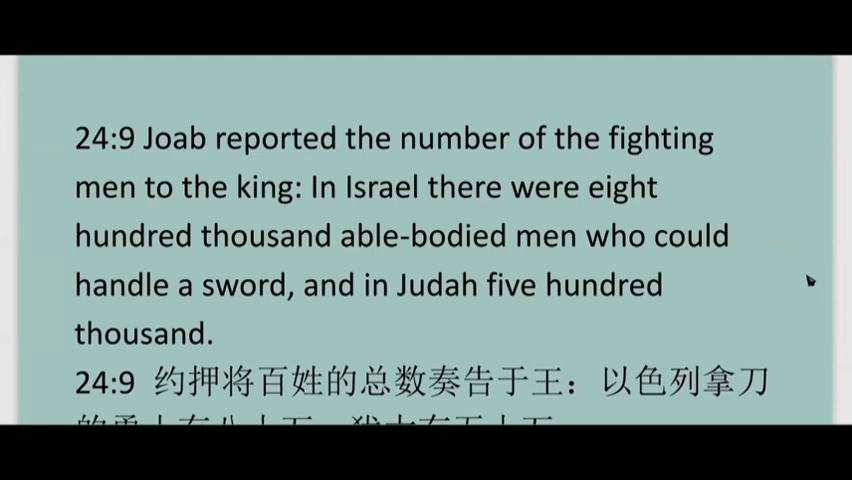 24:9 Joab reported the number of the fighting
men to the king: In Israel there were eight
hundred thousand able-bodied men who could
handle a sword, and in Judah five hundred
thousand.
24:9 约押将百姓的总数奏告于王：以色列拿刀